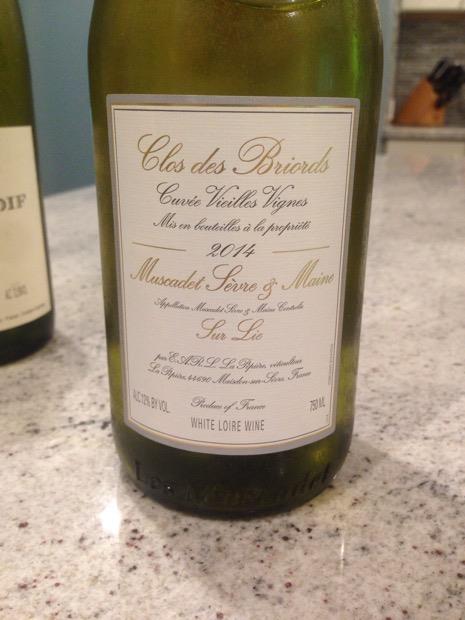 Clos des Briords
Cuvée Vieilles Vignes
Mis en bouteilles à la propriété
2014
Muscadet Sèvre & Maine
Appellation Muscadet Sèvre & Maine Controlée
Sur Lie
par E.A.R.L. La Pépière, viticulteur
La Pépière, 44690 Maisdon-sur-Sèvre, France
ALC 12% BY VOL.
Produce of France
750 ML
WHITE LOIRE WINE
DIF